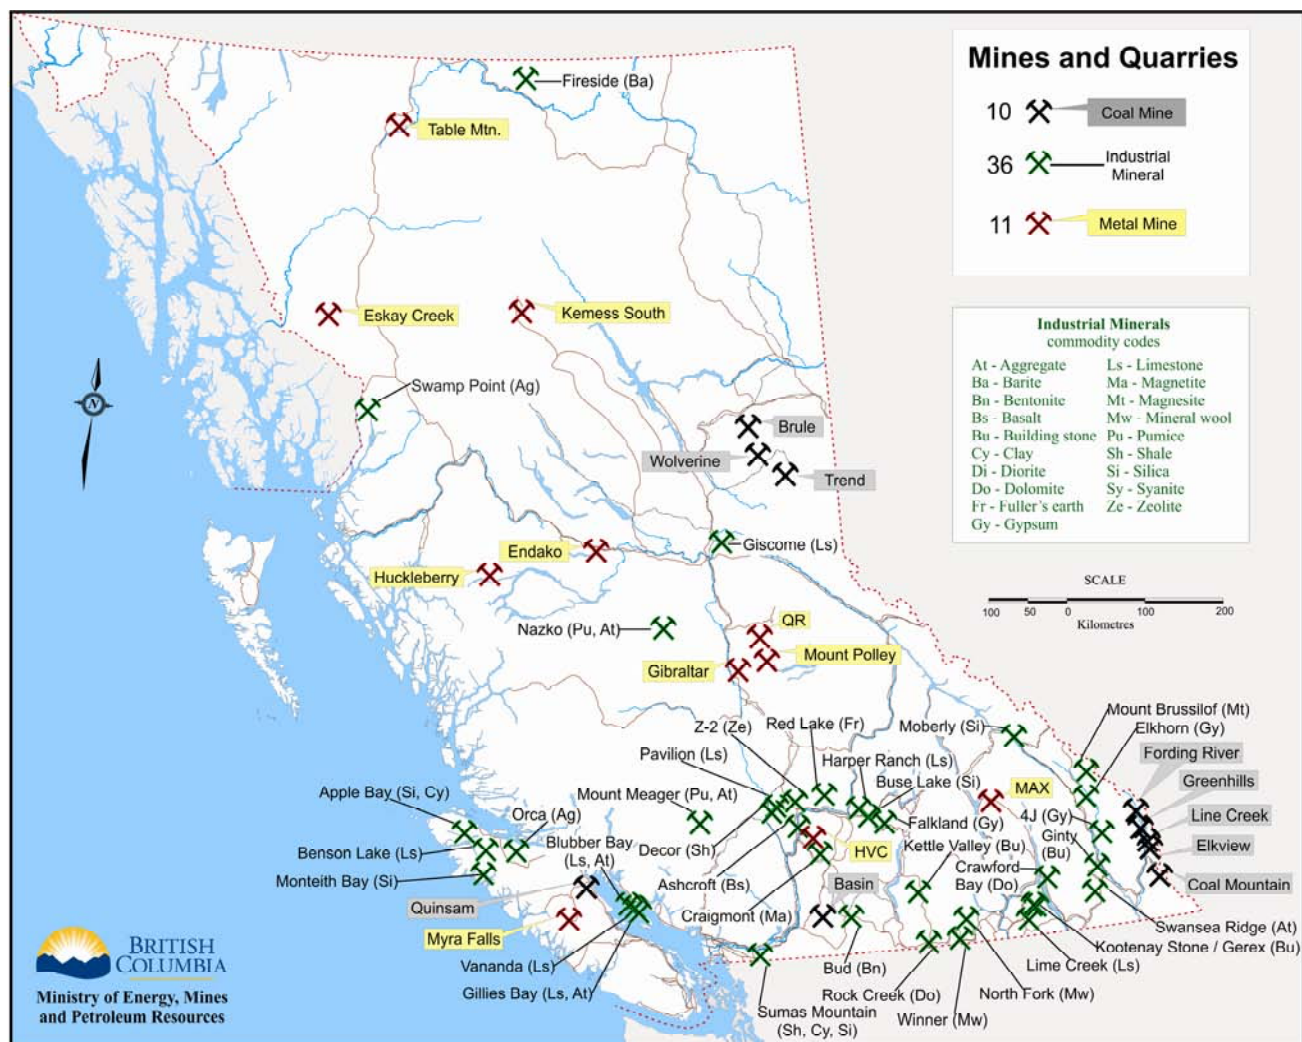 Mines and Quarries
10 Coal Mine
36 Industrial
Mineral
11 Metal Mine
Industrial Minerals
commodity codes
At - Aggregate
Ba - Barite
Bn - Bentonite
Bs - Basalt
Bu - Building stone
Cy - Clay
Di - Diorite
Do - Dolomite
Fr - Fuller's earth
Gy - Gypsum
Ls - Limestone
Ma - Magnetite
Mt - Magnesite
Mw - Mineral wool
Pu - Pumice
Sh - Shale
Si - Silica
Sy - Syanite
Ze - Zeolite
SCALE
100 50 0 100 200
Kilometres
N
Fireside (Ba)
Table Mtn.
Eskay Creek
Kemess South
Swamp Point (Ag)
Brule
Wolverine
Trend
Giscome (Ls)
Endako
Huckleberry
Nazko (Pu, At)
QR
Mount Polley
Gibraltar
Mount Brussilof (Mt)
Elkhorn (Gy)
Fording River
Greenhills
Line Creek
Elkview
Coal Mountain
Z-2 (Ze)
Red Lake (Fr)
Moberly (Si)
Pavilion (Ls)
Harper Ranch (Ls)
Buse Lake (Si)
MAX
Apple Bay (Si, Cy)
Mount Meager (Pu, At)
4J (Gy)
Orca (Ag)
Falkland (Gy)
Ginty
(Bu)
Blubber Bay
(Ls, At)
Benson Lake (Ls)
Decor (Sh)
HVC
Kettle Valley (Bu)
Crawford
Bay (Do)
Monteith Bay (Si)
Ashcroft (Bs)
Basin
Quinsam
Craigmont (Ma)
Swansea Ridge (At)
Myra Falls
Kootenay Stone / Gerex (Bu)
Vananda (Ls)
Bud (Bn)
Lime Creek (Ls)
Gillies Bay (Ls, At)
Rock Creek (Do)
North Fork (Mw)
Sumas Mountain
(Sh, Cy, Si)
Winner (Mw)
BRITISH
COLUMBIA
Ministry of Energy, Mines
and Petroleum Resources